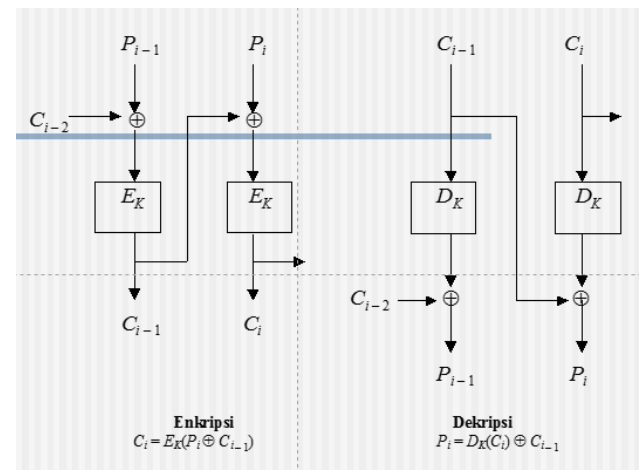 P_{i-1} P_i C_{i-1} C_i
C_{i-2} ⊕ ⊕
E_K E_K D_K D_K
C_{i-2} ⊕ ⊕
C_{i-1} C_i
P_{i-1} P_i
Enkripsi
C_i = E_K(P_i ⊕ C_{i-1})
Dekripsi
P_i = D_K(C_i) ⊕ C_{i-1}